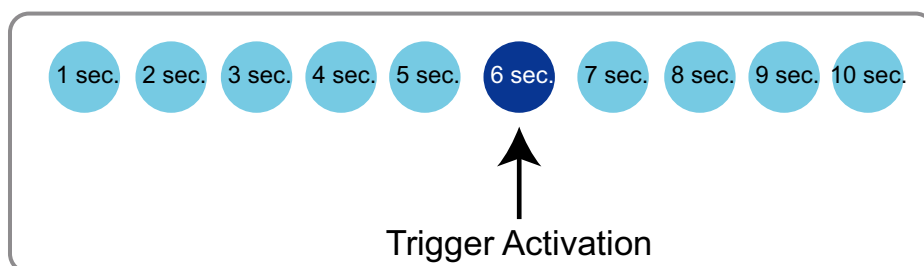 1 sec. 2 sec. 3 sec. 4 sec. 5 sec. 6 sec. 7 sec. 8 sec. 9 sec. 10 sec.
Trigger Activation